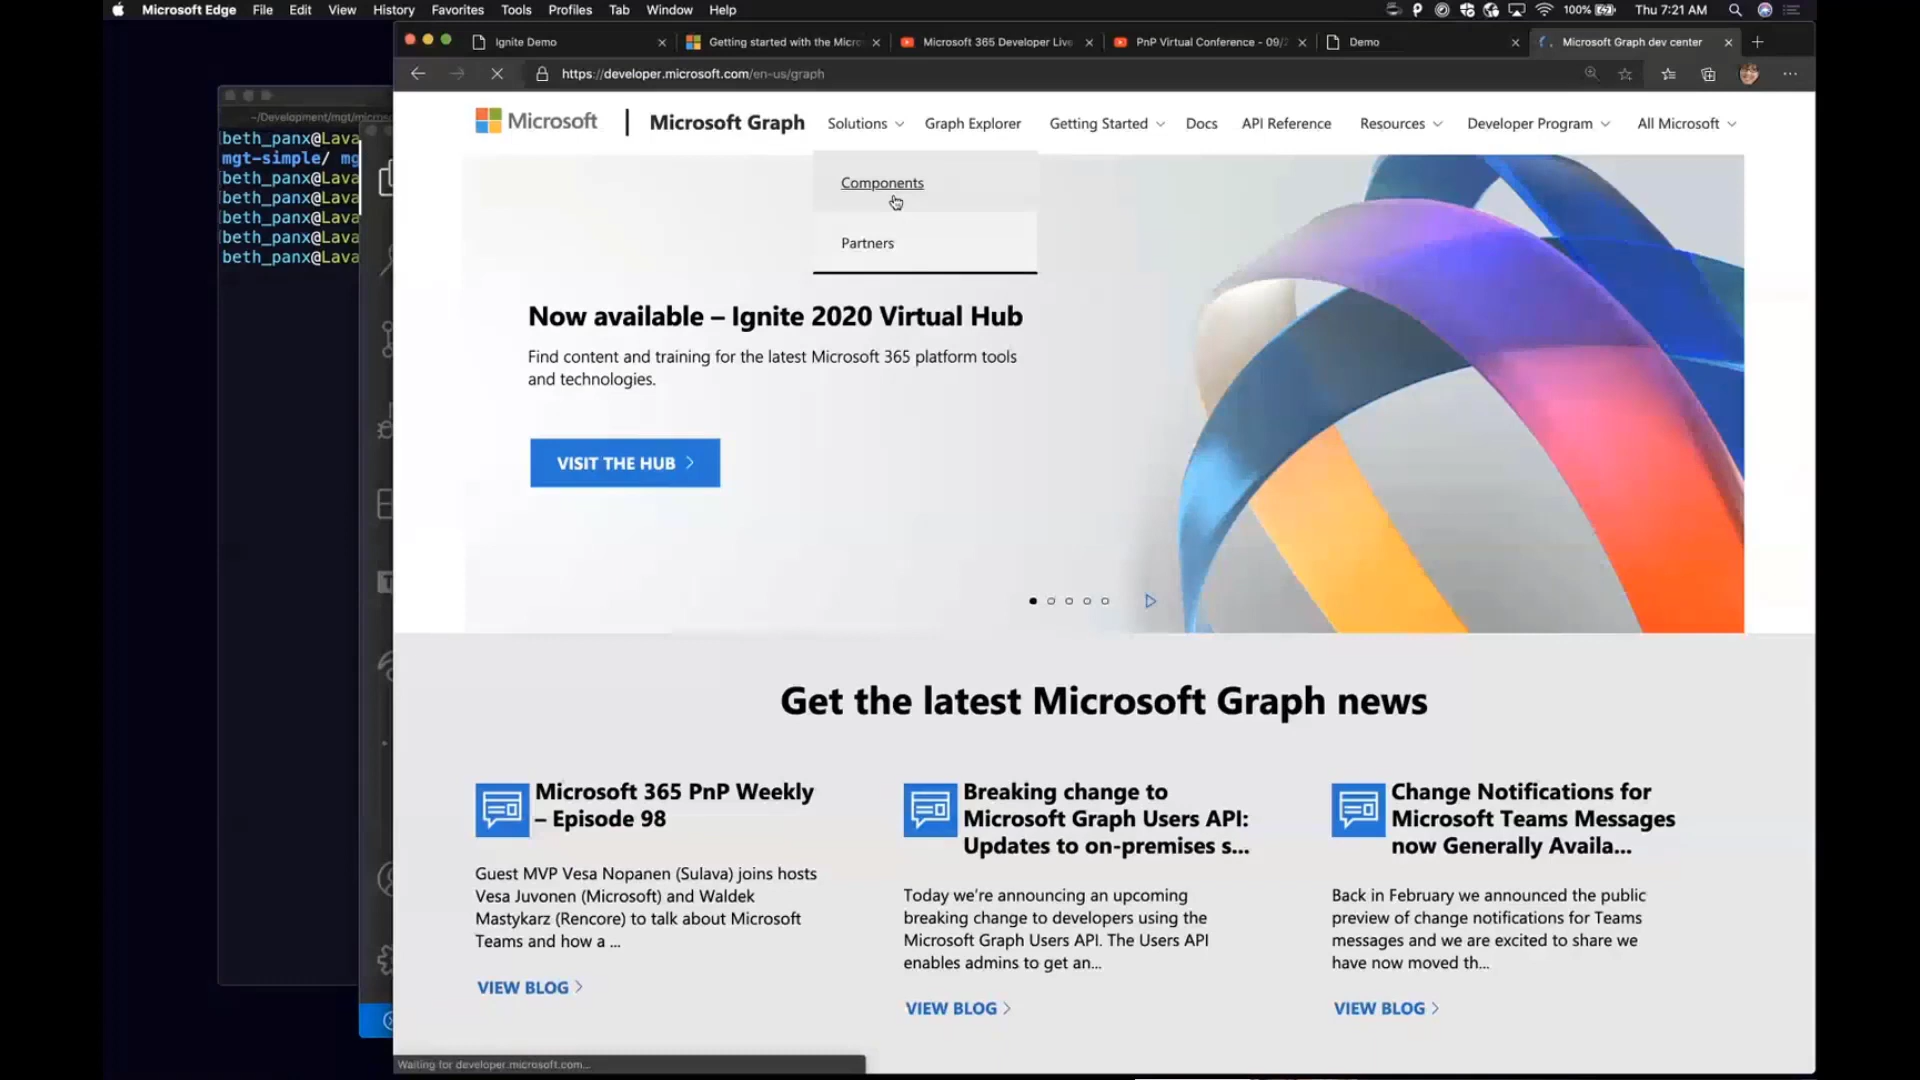 Microsoft Edge File Edit View History Favorites Tools Profiles Tab Window Help
100% Thu 7:21 AM
Ignite Demo
Getting started with the Micro
Microsoft 365 Developer Live
PnP Virtual Conference - 09/
Demo
Microsoft Graph dev center
https://developer.microsoft.com/en-us/graph
~/Development/mgt/micros
beth_panx@Lava
mgt-simple/ mg
beth_panx@Lava
beth_panx@Lava
beth_panx@Lava
beth_panx@Lava
beth_panx@Lava
Microsoft | Microsoft Graph Solutions Graph Explorer Getting Started Docs API Reference Resources Developer Program All Microsoft
Components
Partners
Now available – Ignite 2020 Virtual Hub
Find content and training for the latest Microsoft 365 platform tools
and technologies.
VISIT THE HUB
Get the latest Microsoft Graph news
Microsoft 365 PnP Weekly
– Episode 98
Guest MVP Vesa Nopanen (Sulava) joins hosts
Vesa Juvonen (Microsoft) and Waldek
Mastykarz (Rencore) to talk about Microsoft
Teams and how a ...
VIEW BLOG
Breaking change to
Microsoft Graph Users API:
Updates to on-premises s...
Today we're announcing an upcoming
breaking change to developers using the
Microsoft Graph Users API. The Users API
enables admins to get an...
VIEW BLOG
Change Notifications for
Microsoft Teams Messages
now Generally Availa...
Back in February we announced the public
preview of change notifications for Teams
messages and we are excited to share we
have now moved th...
VIEW BLOG
Waiting for developer.microsoft.com...